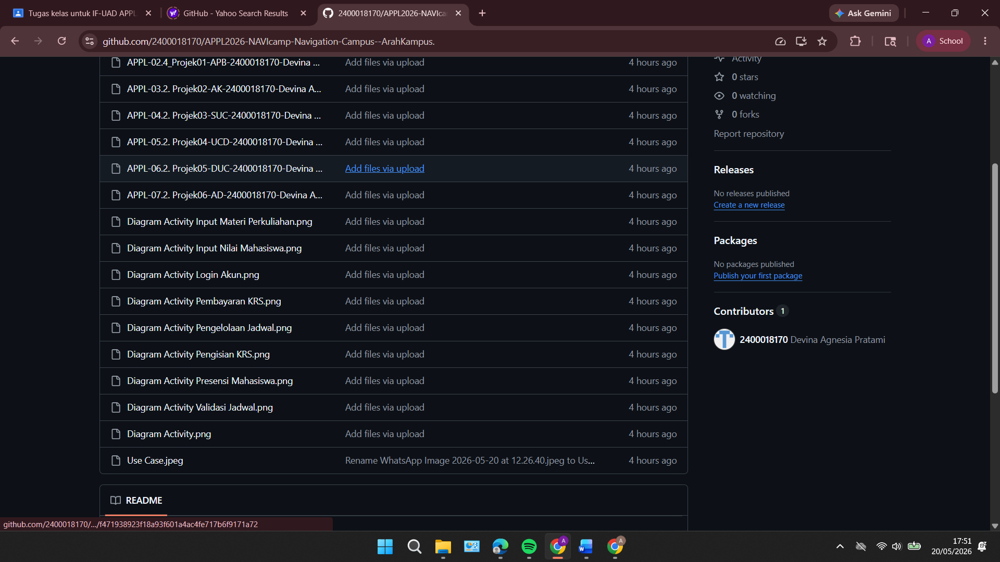 Tugas kelas untuk IF-UAD APPL
GitHub - Yahoo Search Results
2400018170/APPL2026-NAVIca
Ask Gemini
github.com/2400018170/APPL2026-NAVIcamp-Navigation-Campus--ArahKampus.
A School
APPL-02.4_Projek01-APB-2400018170-Devina ... Add files via upload 4 hours ago
APPL-03.2. Projek02-AK-2400018170-Devina A... Add files via upload 4 hours ago
APPL-04.2. Projek03-SUC-2400018170-Devina ... Add files via upload 4 hours ago
APPL-05.2. Projek04-UCD-2400018170-Devina ... Add files via upload 4 hours ago
APPL-06.2. Projek05-DUC-2400018170-Devina ... Add files via upload 4 hours ago
APPL-07.2. Projek06-AD-2400018170-Devina A... Add files via upload 4 hours ago
Diagram Activity Input Materi Perkuliahan.png Add files via upload 4 hours ago
Diagram Activity Input Nilai Mahasiswa.png Add files via upload 4 hours ago
Diagram Activity Login Akun.png Add files via upload 4 hours ago
Diagram Activity Pembayaran KRS.png Add files via upload 4 hours ago
Diagram Activity Pengelolaan Jadwal.png Add files via upload 4 hours ago
Diagram Activity Pengisian KRS.png Add files via upload 4 hours ago
Diagram Activity Presensi Mahasiswa.png Add files via upload 4 hours ago
Diagram Activity Validasi Jadwal.png Add files via upload 4 hours ago
Diagram Activity.png Add files via upload 4 hours ago
Use Case.jpeg Rename WhatsApp Image 2026-05-20 at 12.26.40.jpeg to Us... 4 hours ago
README
Activity
0 stars
0 watching
0 forks
Report repository
Releases
No releases published
Create a new release
Packages
No packages published
Publish your first package
Contributors 1
2400018170 Devina Agnesia Pratami
github.com/2400018170/.../f471938923f18a93f601a4ac4fe717b6f9171a72
17:51
20/05/2026